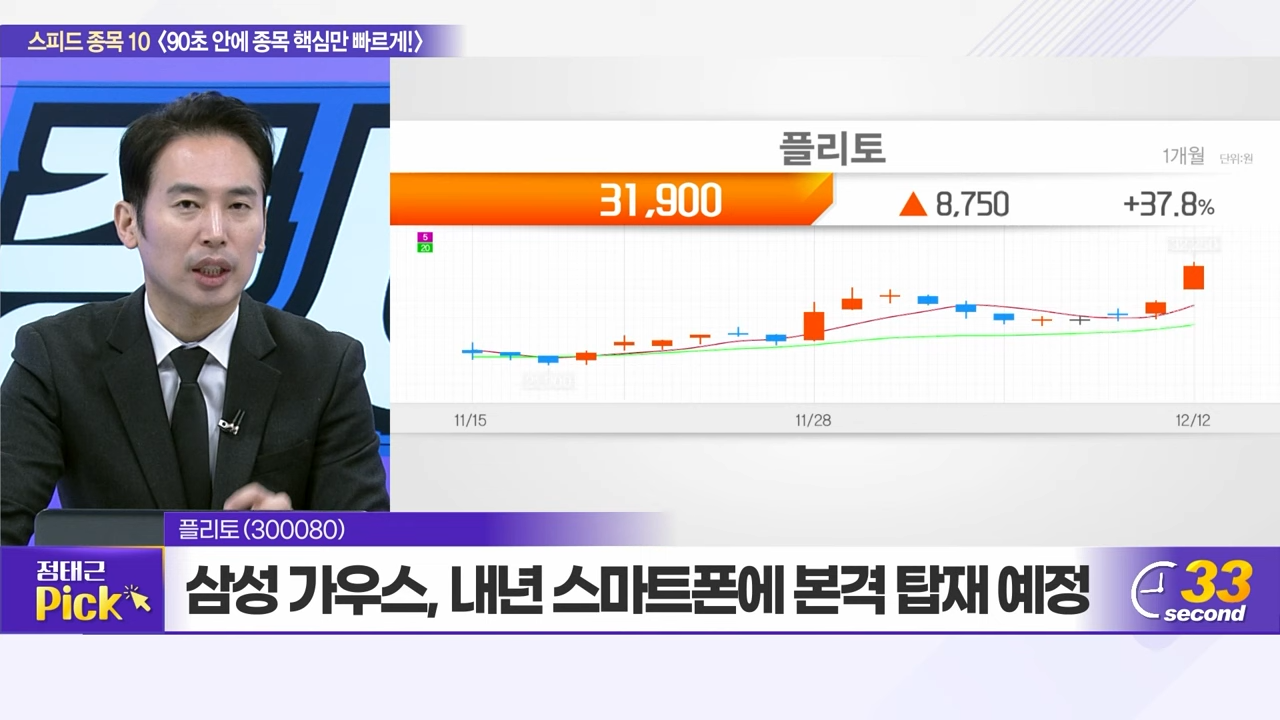 스피드 종목 10 〈90초 안에 종목 핵심만 빠르게!〉
플리토
1개월 단위:원
31,900 ▲ 8,750 +37.8%
5
20
11/15 11/28 12/12
플리토(300080)
정태근
Pick
삼성 가우스, 내년 스마트폰에 본격 탑재 예정
33
second